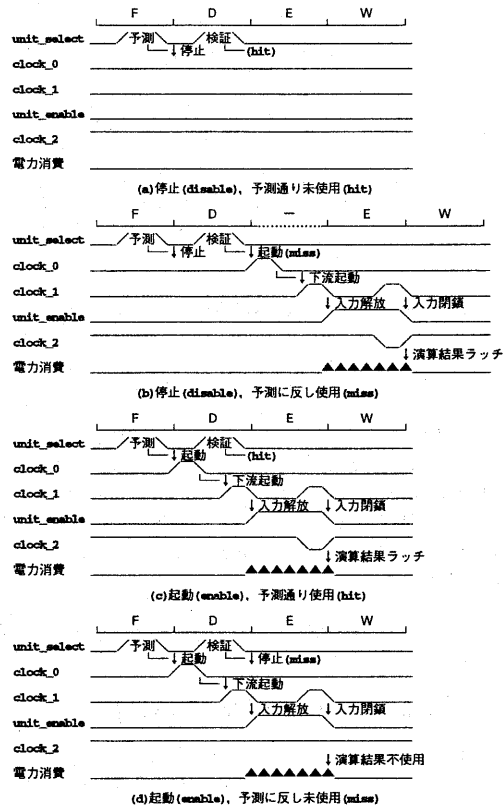 F D E W
unit_select 予測 検証
停止 (hit)
clock_0
clock_1
unit_enable
clock_2
電力消費
(a)停止(disable), 予測通り未使用(hit)
F D — E W
unit_select 予測 検証
停止 起動(miss)
clock_0
下流起動
clock_1
入力解放 入力閉鎖
unit_enable
clock_2
演算結果ラッチ
電力消費
(b)停止(disable), 予測に反し使用(miss)
F D E W
unit_select 予測 検証
起動 (hit)
clock_0
下流起動
clock_1
入力解放 入力閉鎖
unit_enable
clock_2
演算結果ラッチ
電力消費
(c)起動(enable), 予測通り使用(hit)
F D E W
unit_select 予測 検証
起動 停止(miss)
clock_0
下流起動
clock_1
入力解放 入力閉鎖
unit_enable
clock_2
演算結果不使用
電力消費
(d)起動(enable), 予測に反し未使用(miss)